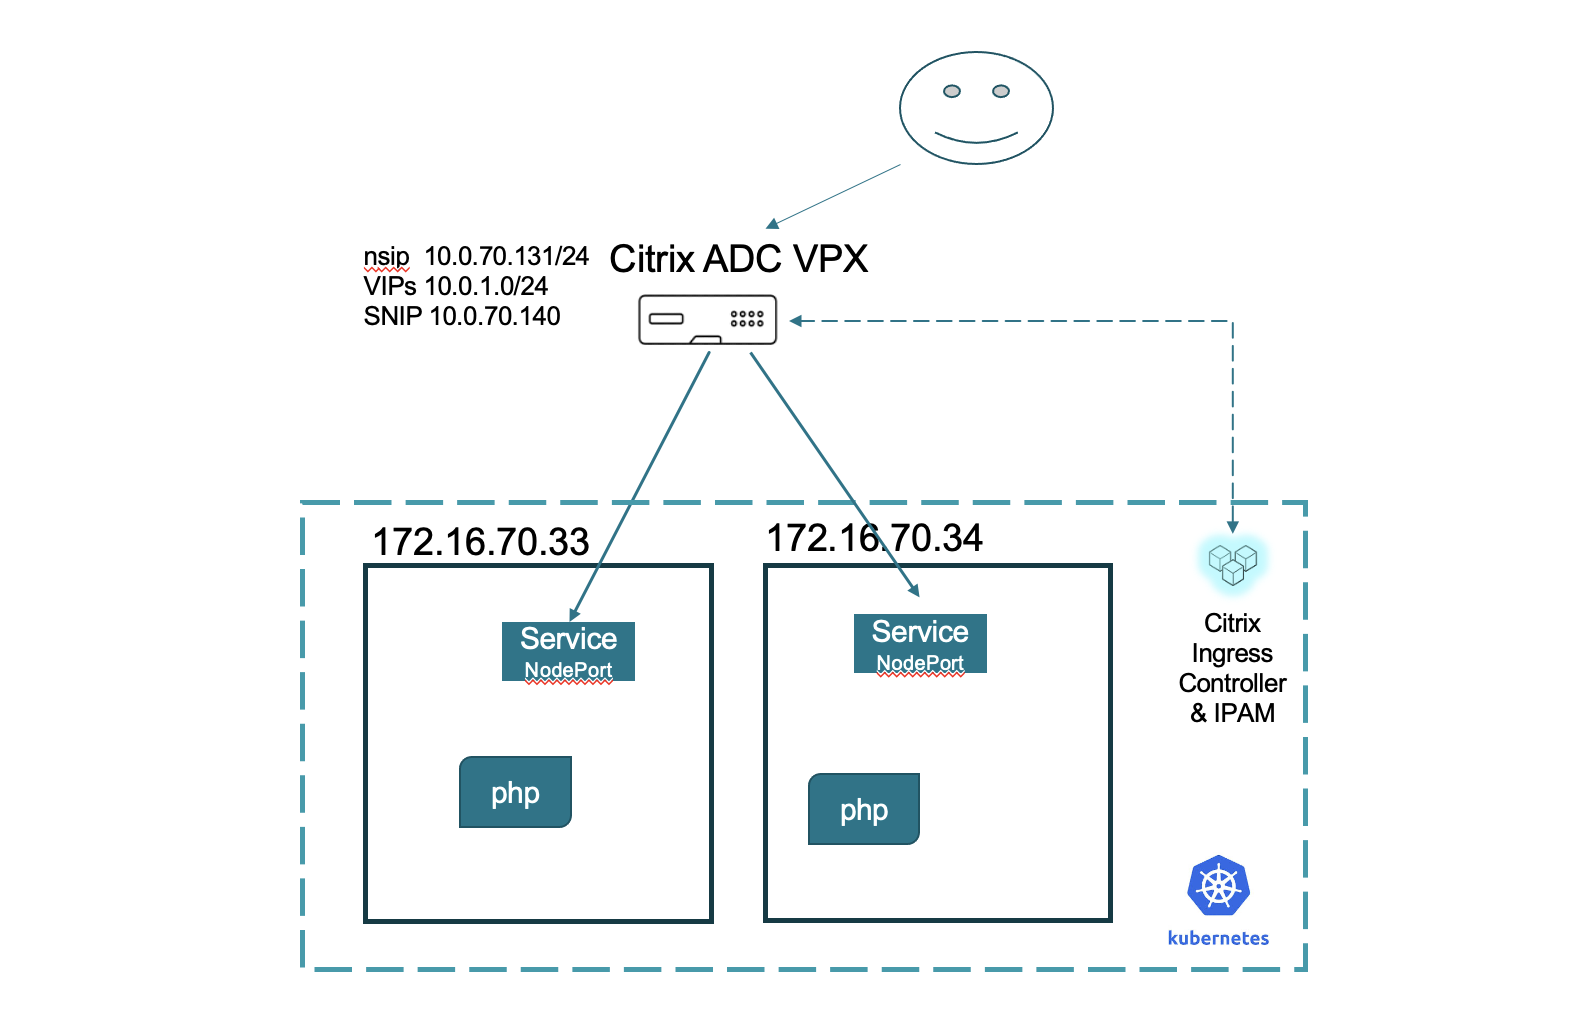 nsip 10.0.70.131/24
VIPs 10.0.1.0/24
SNIP 10.0.70.140
Citrix ADC VPX
172.16.70.33
172.16.70.34
Service
NodePort
Service
NodePort
php
php
Citrix
Ingress
Controller
& IPAM
kubernetes